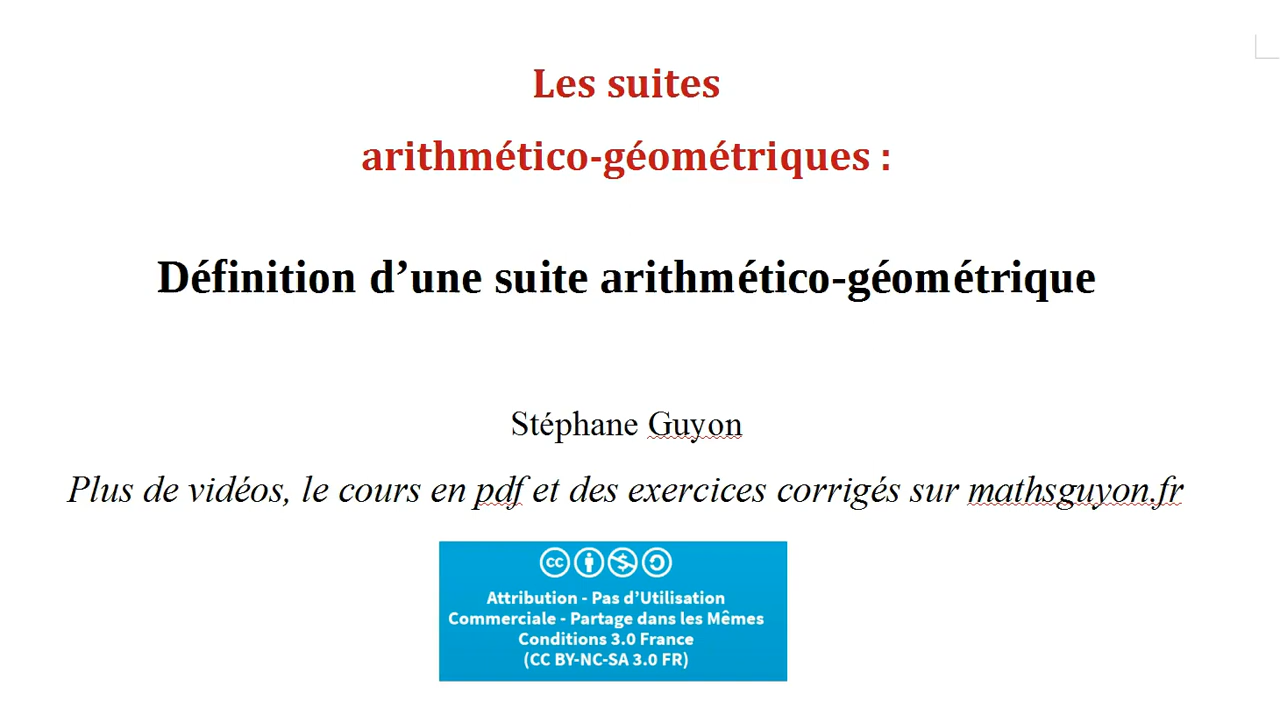 Les suites
arithmético-géométriques :
Définition d’une suite arithmético-géométrique
Stéphane Guyon
Plus de vidéos, le cours en pdf et des exercices corrigés sur mathsguyon.fr
cc
Attribution - Pas d’Utilisation
Commerciale - Partage dans les Mêmes
Conditions 3.0 France
(CC BY-NC-SA 3.0 FR)